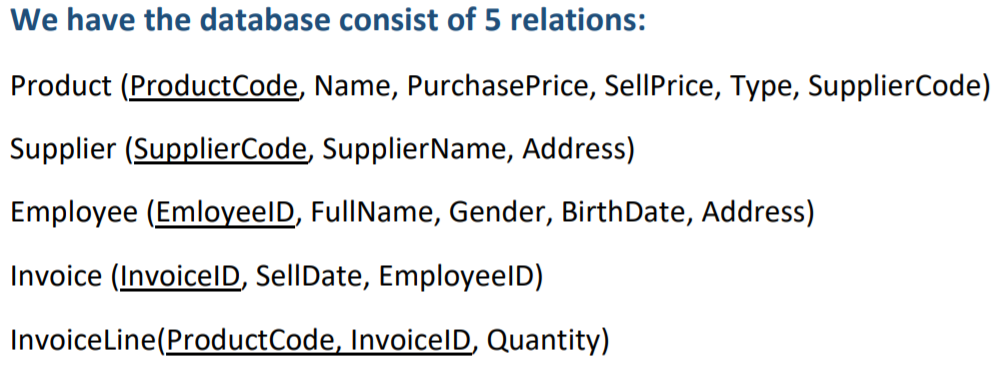 We have the database consist of 5 relations:
Product (ProductCode, Name, PurchasePrice, SellPrice, Type, SupplierCode)
Supplier (SupplierCode, SupplierName, Address)
Employee (EmloyeeID, FullName, Gender, BirthDate, Address)
Invoice (InvoiceID, SellDate, EmployeeID)
InvoiceLine(ProductCode, InvoiceID, Quantity)